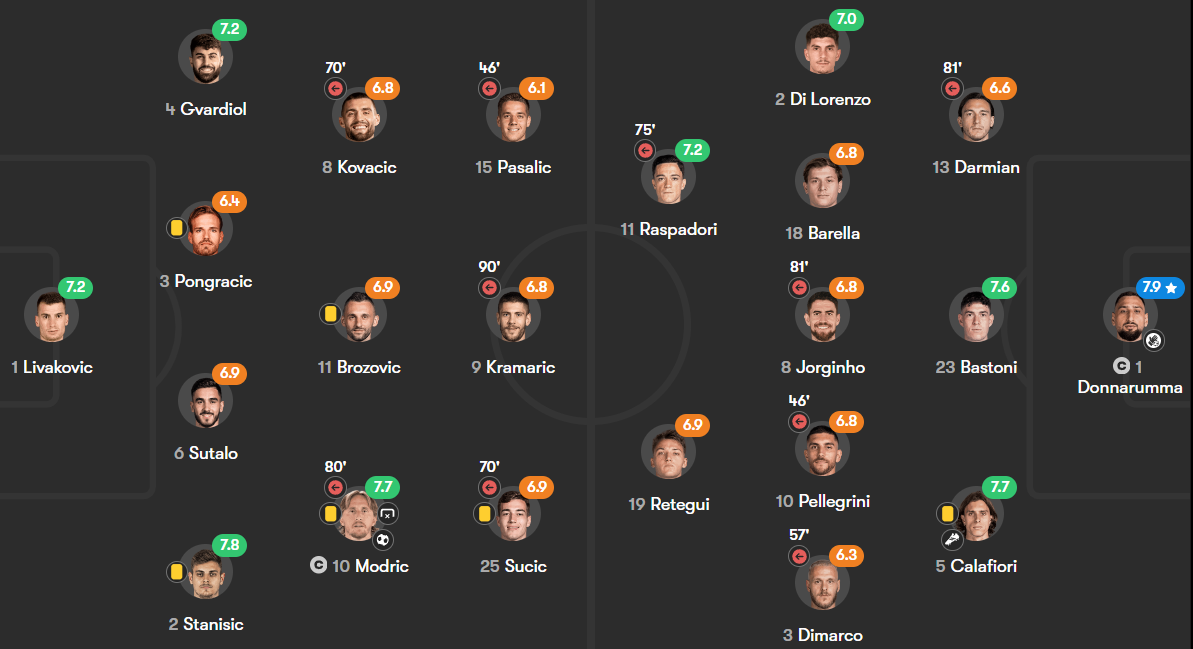 7.2
4 Gvardiol
70'
6.8
8 Kovacic
46'
6.1
15 Pasalic
6.4
3 Pongracic
7.2
1 Livakovic
6.9
11 Brozovic
90'
6.8
9 Kramaric
6.9
6 Sutalo
80'
7.7
C 10 Modric
70'
6.9
25 Sucic
7.8
2 Stanisic
7.0
2 Di Lorenzo
81'
6.6
13 Darmian
75'
7.2
11 Raspadori
6.8
18 Barella
81'
6.8
8 Jorginho
7.6
23 Bastoni
7.9
C 1
Donnarumma
6.9
19 Retegui
46'
6.8
10 Pellegrini
7.7
5 Calafiori
57'
6.3
3 Dimarco